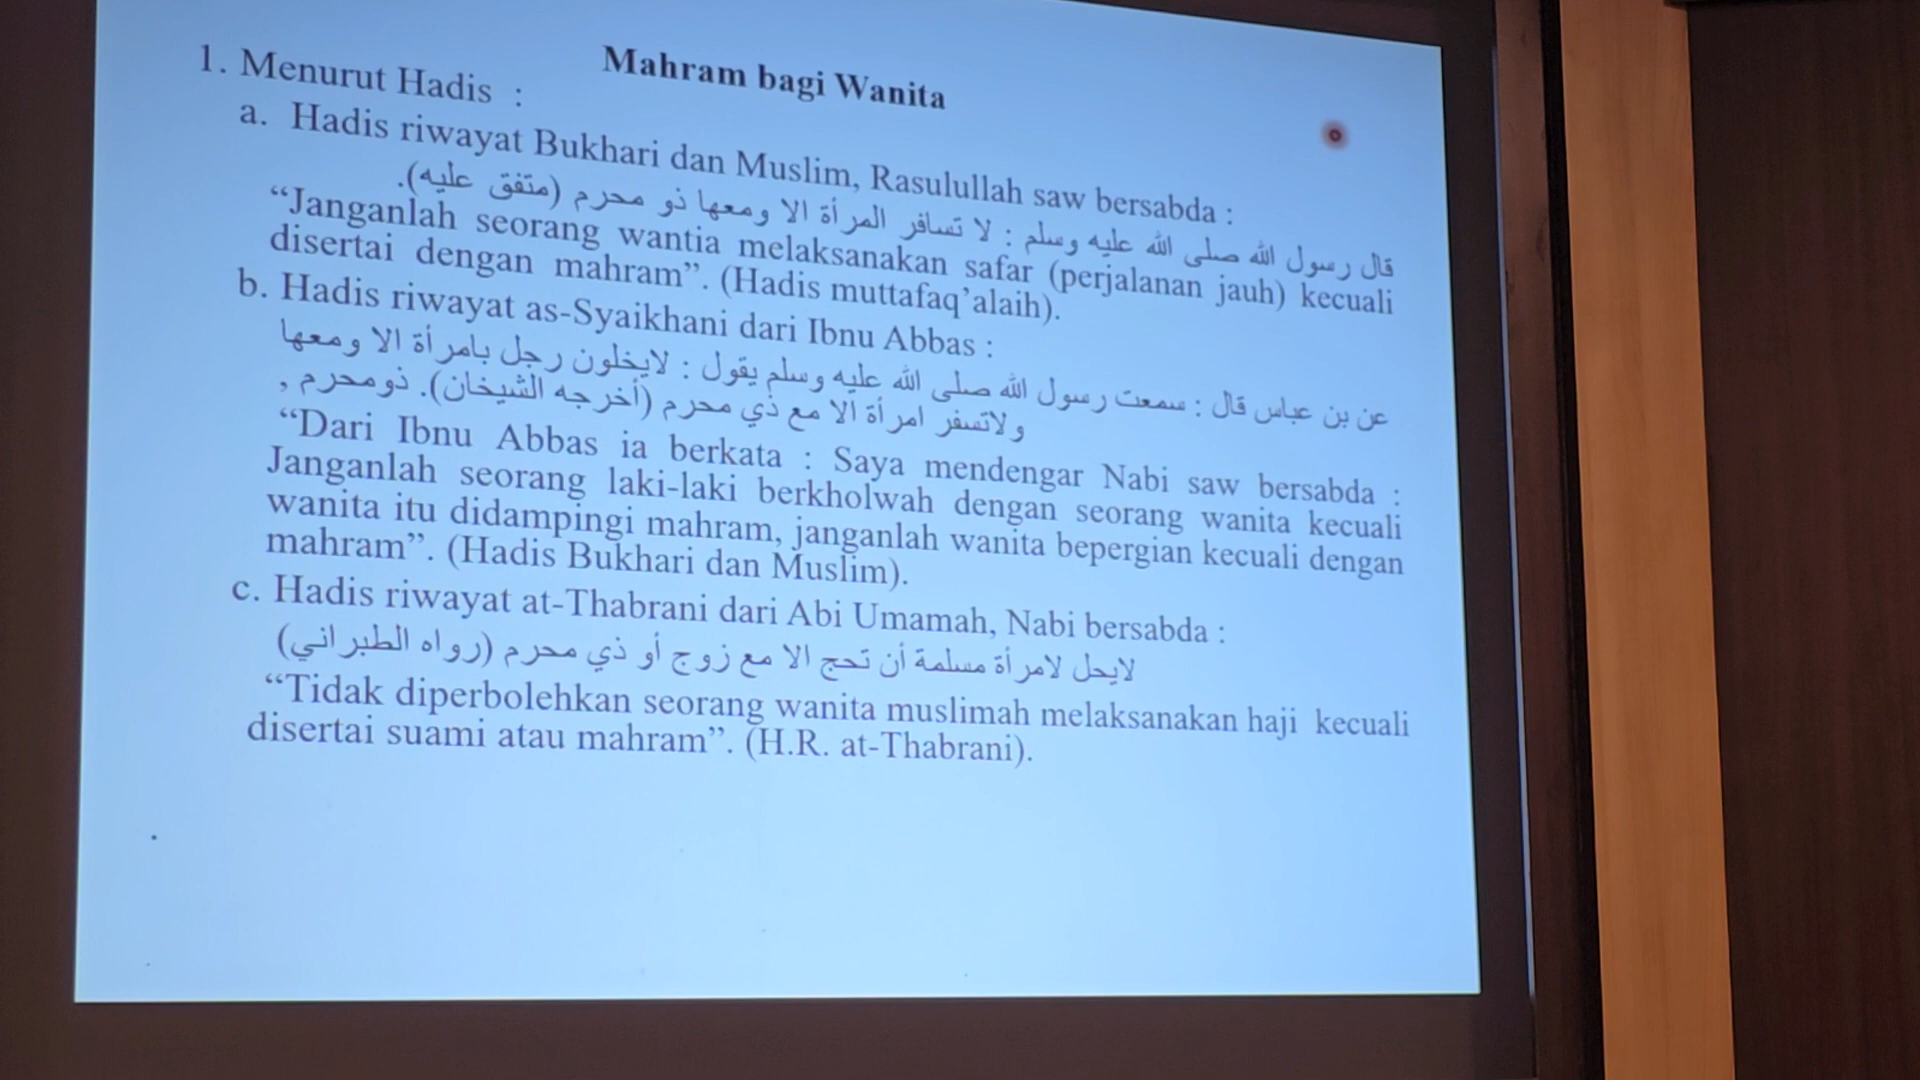 Mahram bagi Wanita
1. Menurut Hadis :
a. Hadis riwayat Bukhari dan Muslim, Rasulullah saw bersabda :
قال رسول الله صلى الله عليه وسلم : لا تسافر المرأة الا ومعها ذو محرم (متفق عليه).
“Janganlah seorang wantia melaksanakan safar (perjalanan jauh) kecuali
disertai dengan mahram”. (Hadis muttafaq’alaih).
b. Hadis riwayat as-Syaikhani dari Ibnu Abbas :
عن بن عباس قال : سمعت رسول الله صلى الله عليه وسلم يقول : لايخلون رجل بامرأة الا ومعها
ذومحرم , ولاتسفر امرأة الا مع ذي محرم (أخرجه الشيخان).
“Dari Ibnu Abbas ia berkata : Saya mendengar Nabi saw bersabda :
Janganlah seorang laki-laki berkholwah dengan seorang wanita kecuali
wanita itu didampingi mahram, janganlah wanita bepergian kecuali dengan
mahram”. (Hadis Bukhari dan Muslim).
c. Hadis riwayat at-Thabrani dari Abi Umamah, Nabi bersabda :
لايحل لامرأة مسلمة أن تحج الا مع زوج أو ذي محرم (رواه الطبراني)
“Tidak diperbolehkan seorang wanita muslimah melaksanakan haji kecuali
disertai suami atau mahram”. (H.R. at-Thabrani).